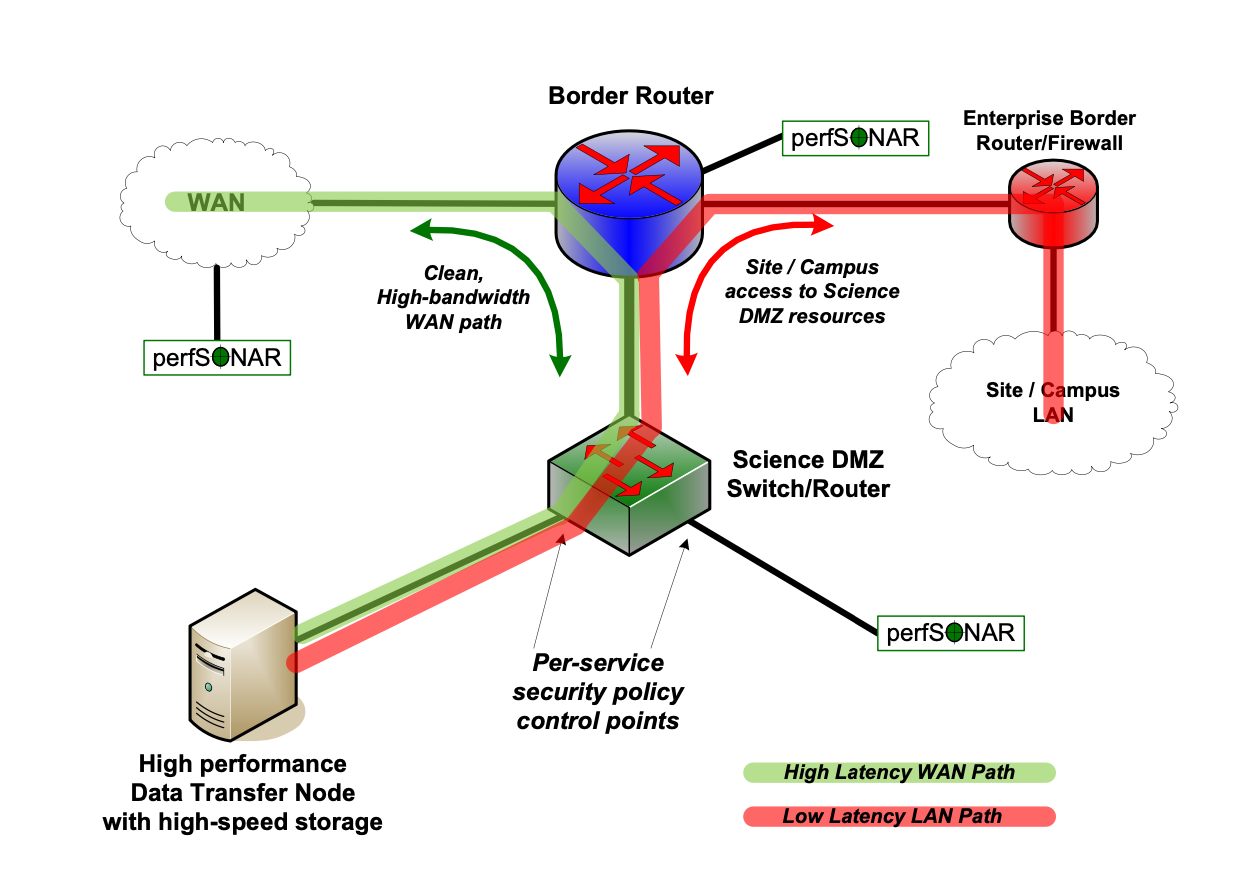 Border Router
perfSONAR
Enterprise Border
Router/Firewall
WAN
Clean,
High-bandwidth
WAN path
Site / Campus
access to Science
DMZ resources
perfSONAR
Site / Campus
LAN
Science DMZ
Switch/Router
perfSONAR
Per-service
security policy
control points
High performance
Data Transfer Node
with high-speed storage
High Latency WAN Path
Low Latency LAN Path